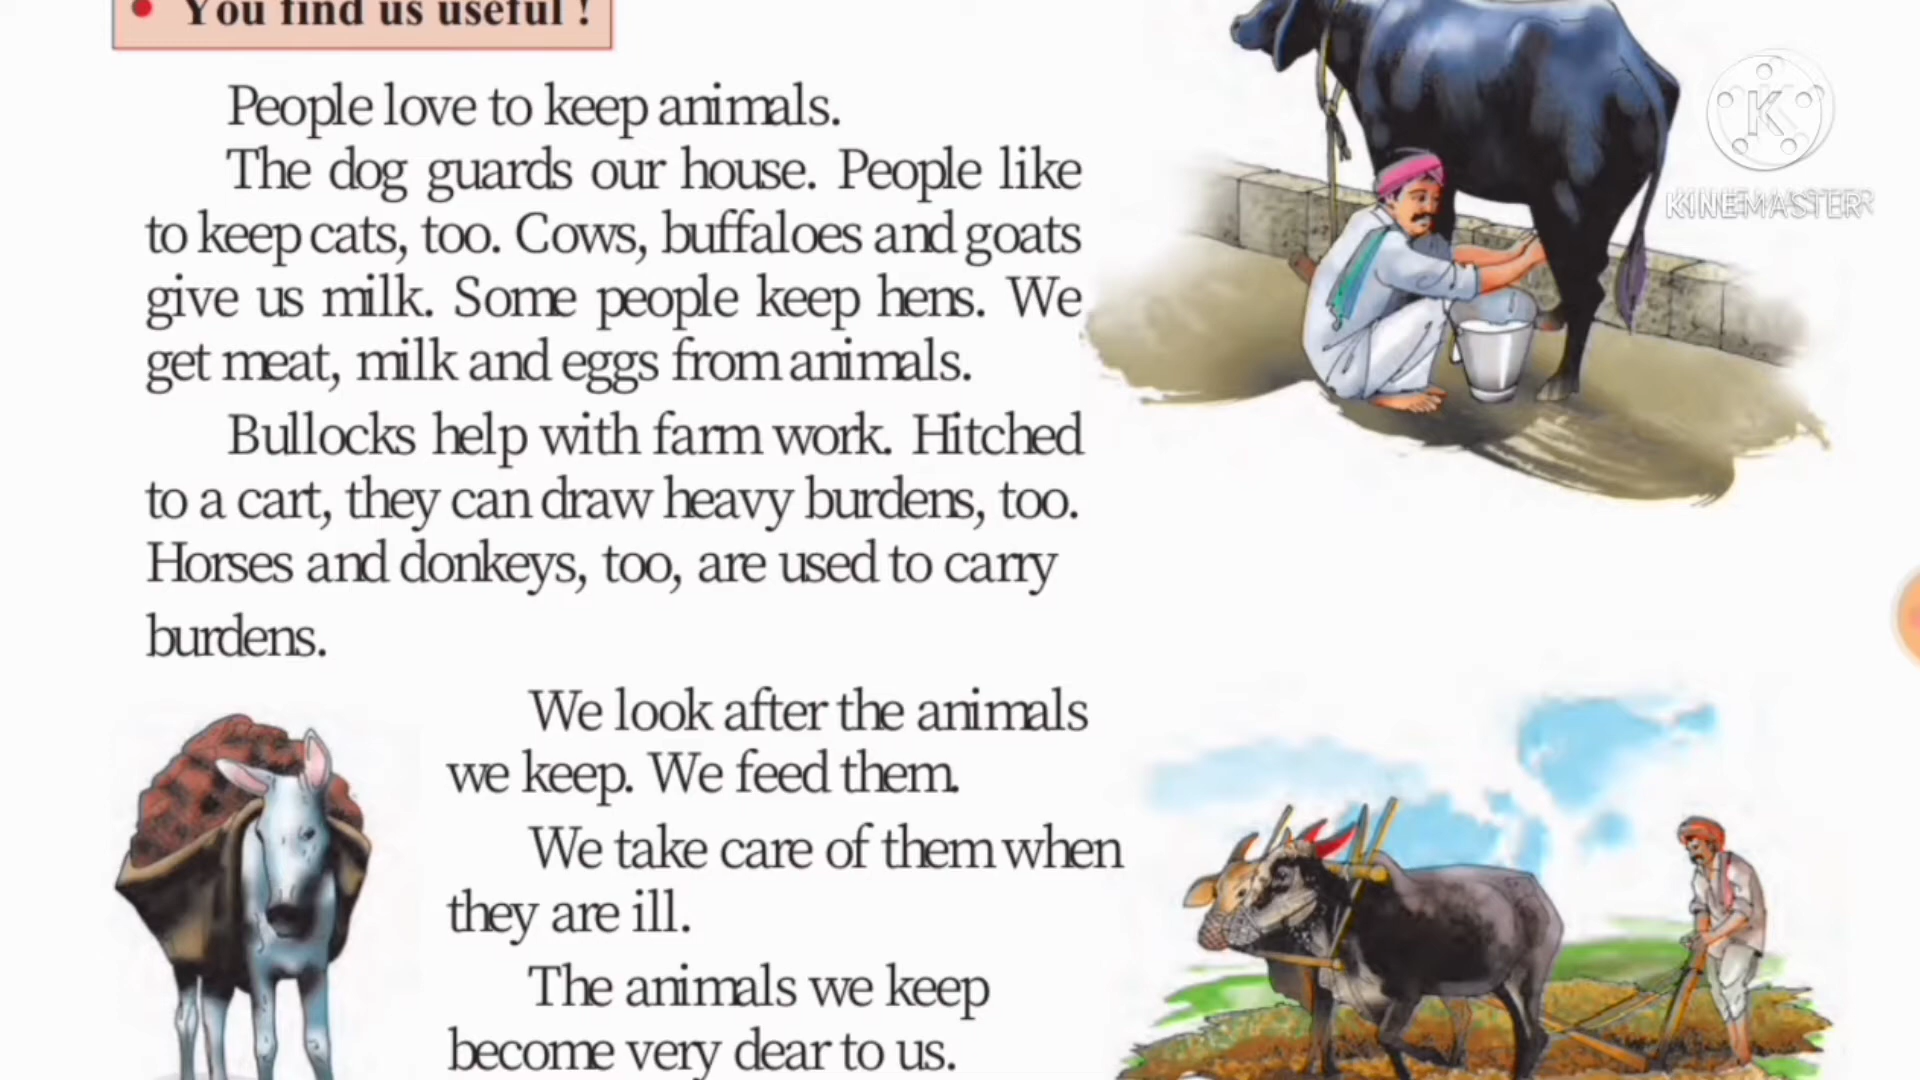 • You find us useful !
People love to keep animals.
The dog guards our house. People like
to keep cats, too. Cows, buffaloes and goats
give us milk. Some people keep hens. We
get meat, milk and eggs from animals.
Bullocks help with farm work. Hitched
to a cart, they can draw heavy burdens, too.
Horses and donkeys, too, are used to carry
burdens.
We look after the animals
we keep. We feed them.
We take care of them when
they are ill.
The animals we keep
become very dear to us.
K
KINEMASTER